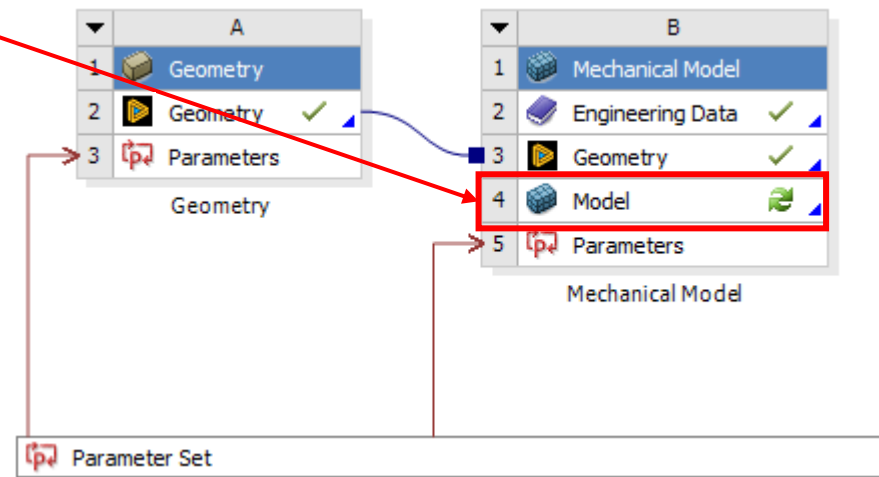 A
1 Geometry
2 Geometry
3 Parameters
Geometry
B
1 Mechanical Model
2 Engineering Data
3 Geometry
4 Model
5 Parameters
Mechanical Model
Parameter Set